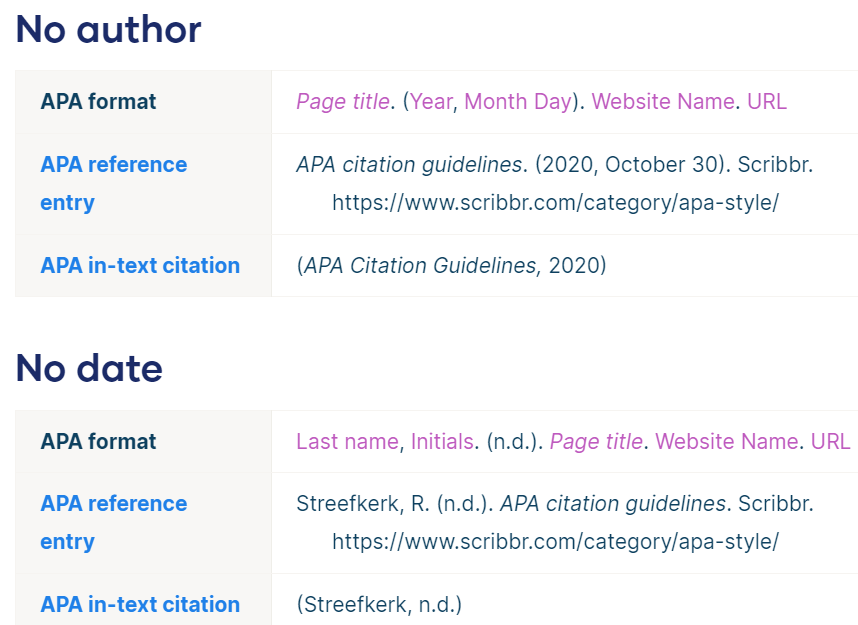 No author
APA format
Page title. (Year, Month Day). Website Name. URL
APA reference
entry
APA citation guidelines. (2020, October 30). Scribbr.
https://www.scribbr.com/category/apa-style/
APA in-text citation
(APA Citation Guidelines, 2020)
No date
APA format
Last name, Initials. (n.d.). Page title. Website Name. URL
APA reference
entry
Streefkerk, R. (n.d.). APA citation guidelines. Scribbr.
https://www.scribbr.com/category/apa-style/
APA in-text citation
(Streefkerk, n.d.)